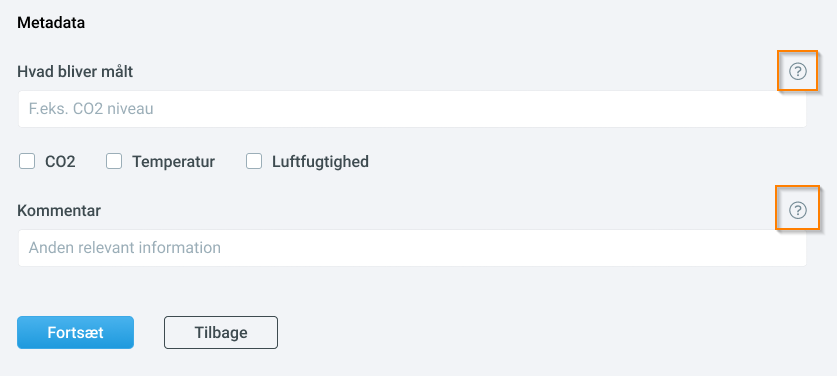 Metadata
Hvad bliver målt
?
F.eks. CO2 niveau
CO2 Temperatur Luftfugtighed
Kommentar
?
Anden relevant information
Fortsæt Tilbage